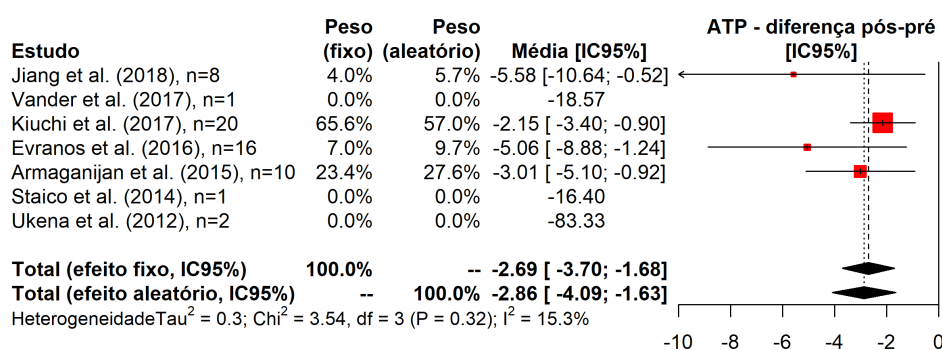 Peso Peso ATP - diferença pós-pré
Estudo (fixo) (aleatório) Média [IC95%] [IC95%]
Jiang et al. (2018), n=8 4.0% 5.7% -5.58 [-10.64; -0.52]
Vander et al. (2017), n=1 0.0% 0.0% -18.57
Kiuchi et al. (2017), n=20 65.6% 57.0% -2.15 [ -3.40; -0.90]
Evranos et al. (2016), n=16 7.0% 9.7% -5.06 [ -8.88; -1.24]
Armaganijan et al. (2015), n=10 23.4% 27.6% -3.01 [ -5.10; -0.92]
Staico et al. (2014), n=1 0.0% 0.0% -16.40
Ukena et al. (2012), n=2 0.0% 0.0% -83.33
Total (efeito fixo, IC95%) 100.0% -- -2.69 [ -3.70; -1.68]
Total (efeito aleatório, IC95%) -- 100.0% -2.86 [ -4.09; -1.63]
HeterogeneidadeTau² = 0.3; Chi² = 3.54, df = 3 (P = 0.32); I² = 15.3%
-10 -8 -6 -4 -2 0